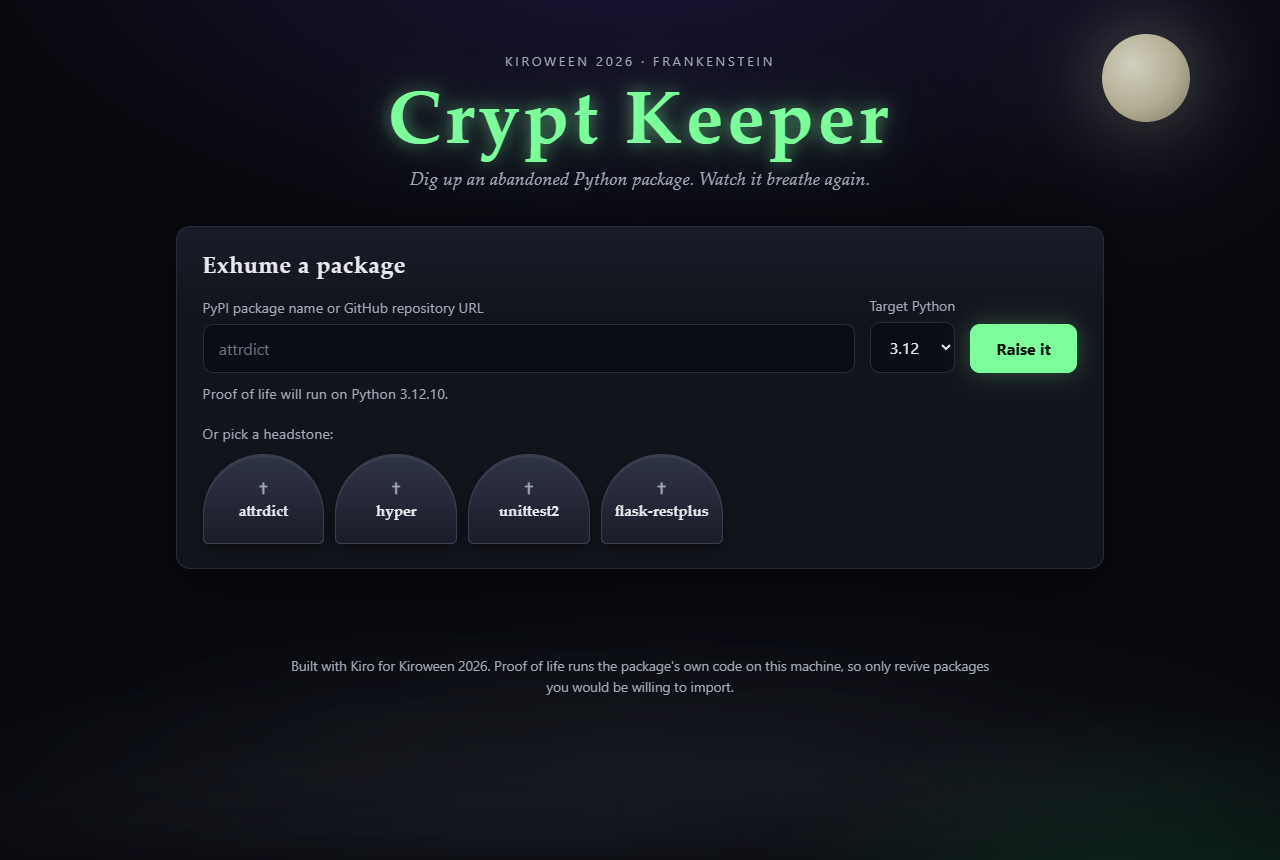 KIROWEEN 2026 · FRANKENSTEIN
Crypt Keeper
Dig up an abandoned Python package. Watch it breathe again.
Exhume a package
PyPI package name or GitHub repository URL
Target Python
attrdict
3.12
Raise it
Proof of life will run on Python 3.12.10.
Or pick a headstone:
✝ ✝ ✝ ✝
attrdict hyper unittest2 flask-restplus
Built with Kiro for Kiroween 2026. Proof of life runs the package's own code on this machine, so only revive packages
you would be willing to import.